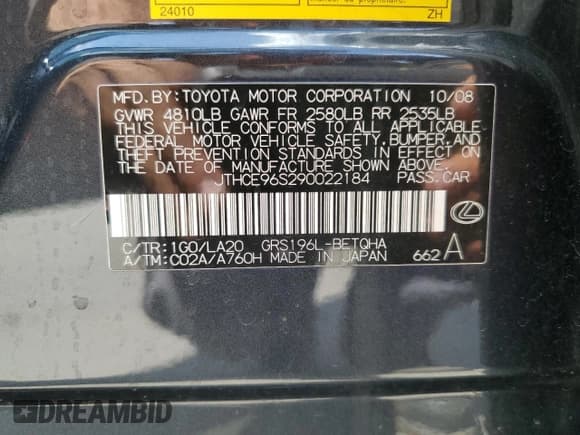 24010 ZH
MFD.BY:TOYOTA MOTOR CORPORATION 10/08
GVWR 4810LB GAWR FR 2580LB RR 2535LB
THIS VEHICLE CONFORMS TO ALL APPLICABLE
FEDERAL MOTOR VEHICLE SAFETY,BUMPER,AND
THEFT PREVENTION STANDARDS IN EFFECT ON
THE DATE OF MANUFACTURE SHOWN ABOVE.
JTHCE96S290022184 PASS.CAR
C/TR:1G0/LA20 GRS196L-BETQHA
A/TM:C02A/A760H MADE IN JAPAN 662 A
DREAMBID